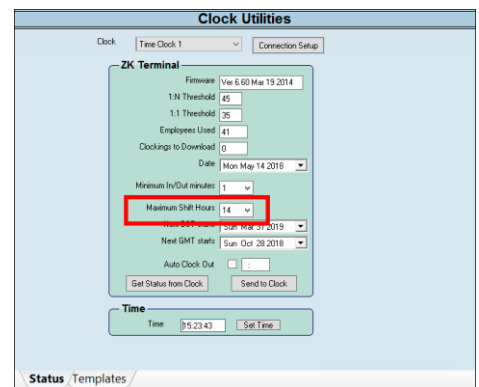 Clock Utilities
Clock Time Clock 1 Connection Setup
ZK Terminal
Firmware Ver 6.60 Mar 19 2014
1:N Threshold 45
1:1 Threshold 35
Employees Used 41
Clockings to Download 0
Date Mon May 14 2018
Minimum In/Out minutes 1
Maximum Shift Hours 14
Next BST starts Sun Mar 31 2019
Next GMT starts Sun Oct 28 2018
Auto Clock Out :
Get Status from Clock Send to Clock
Time
Time 15:23:43 Set Time
Status Templates